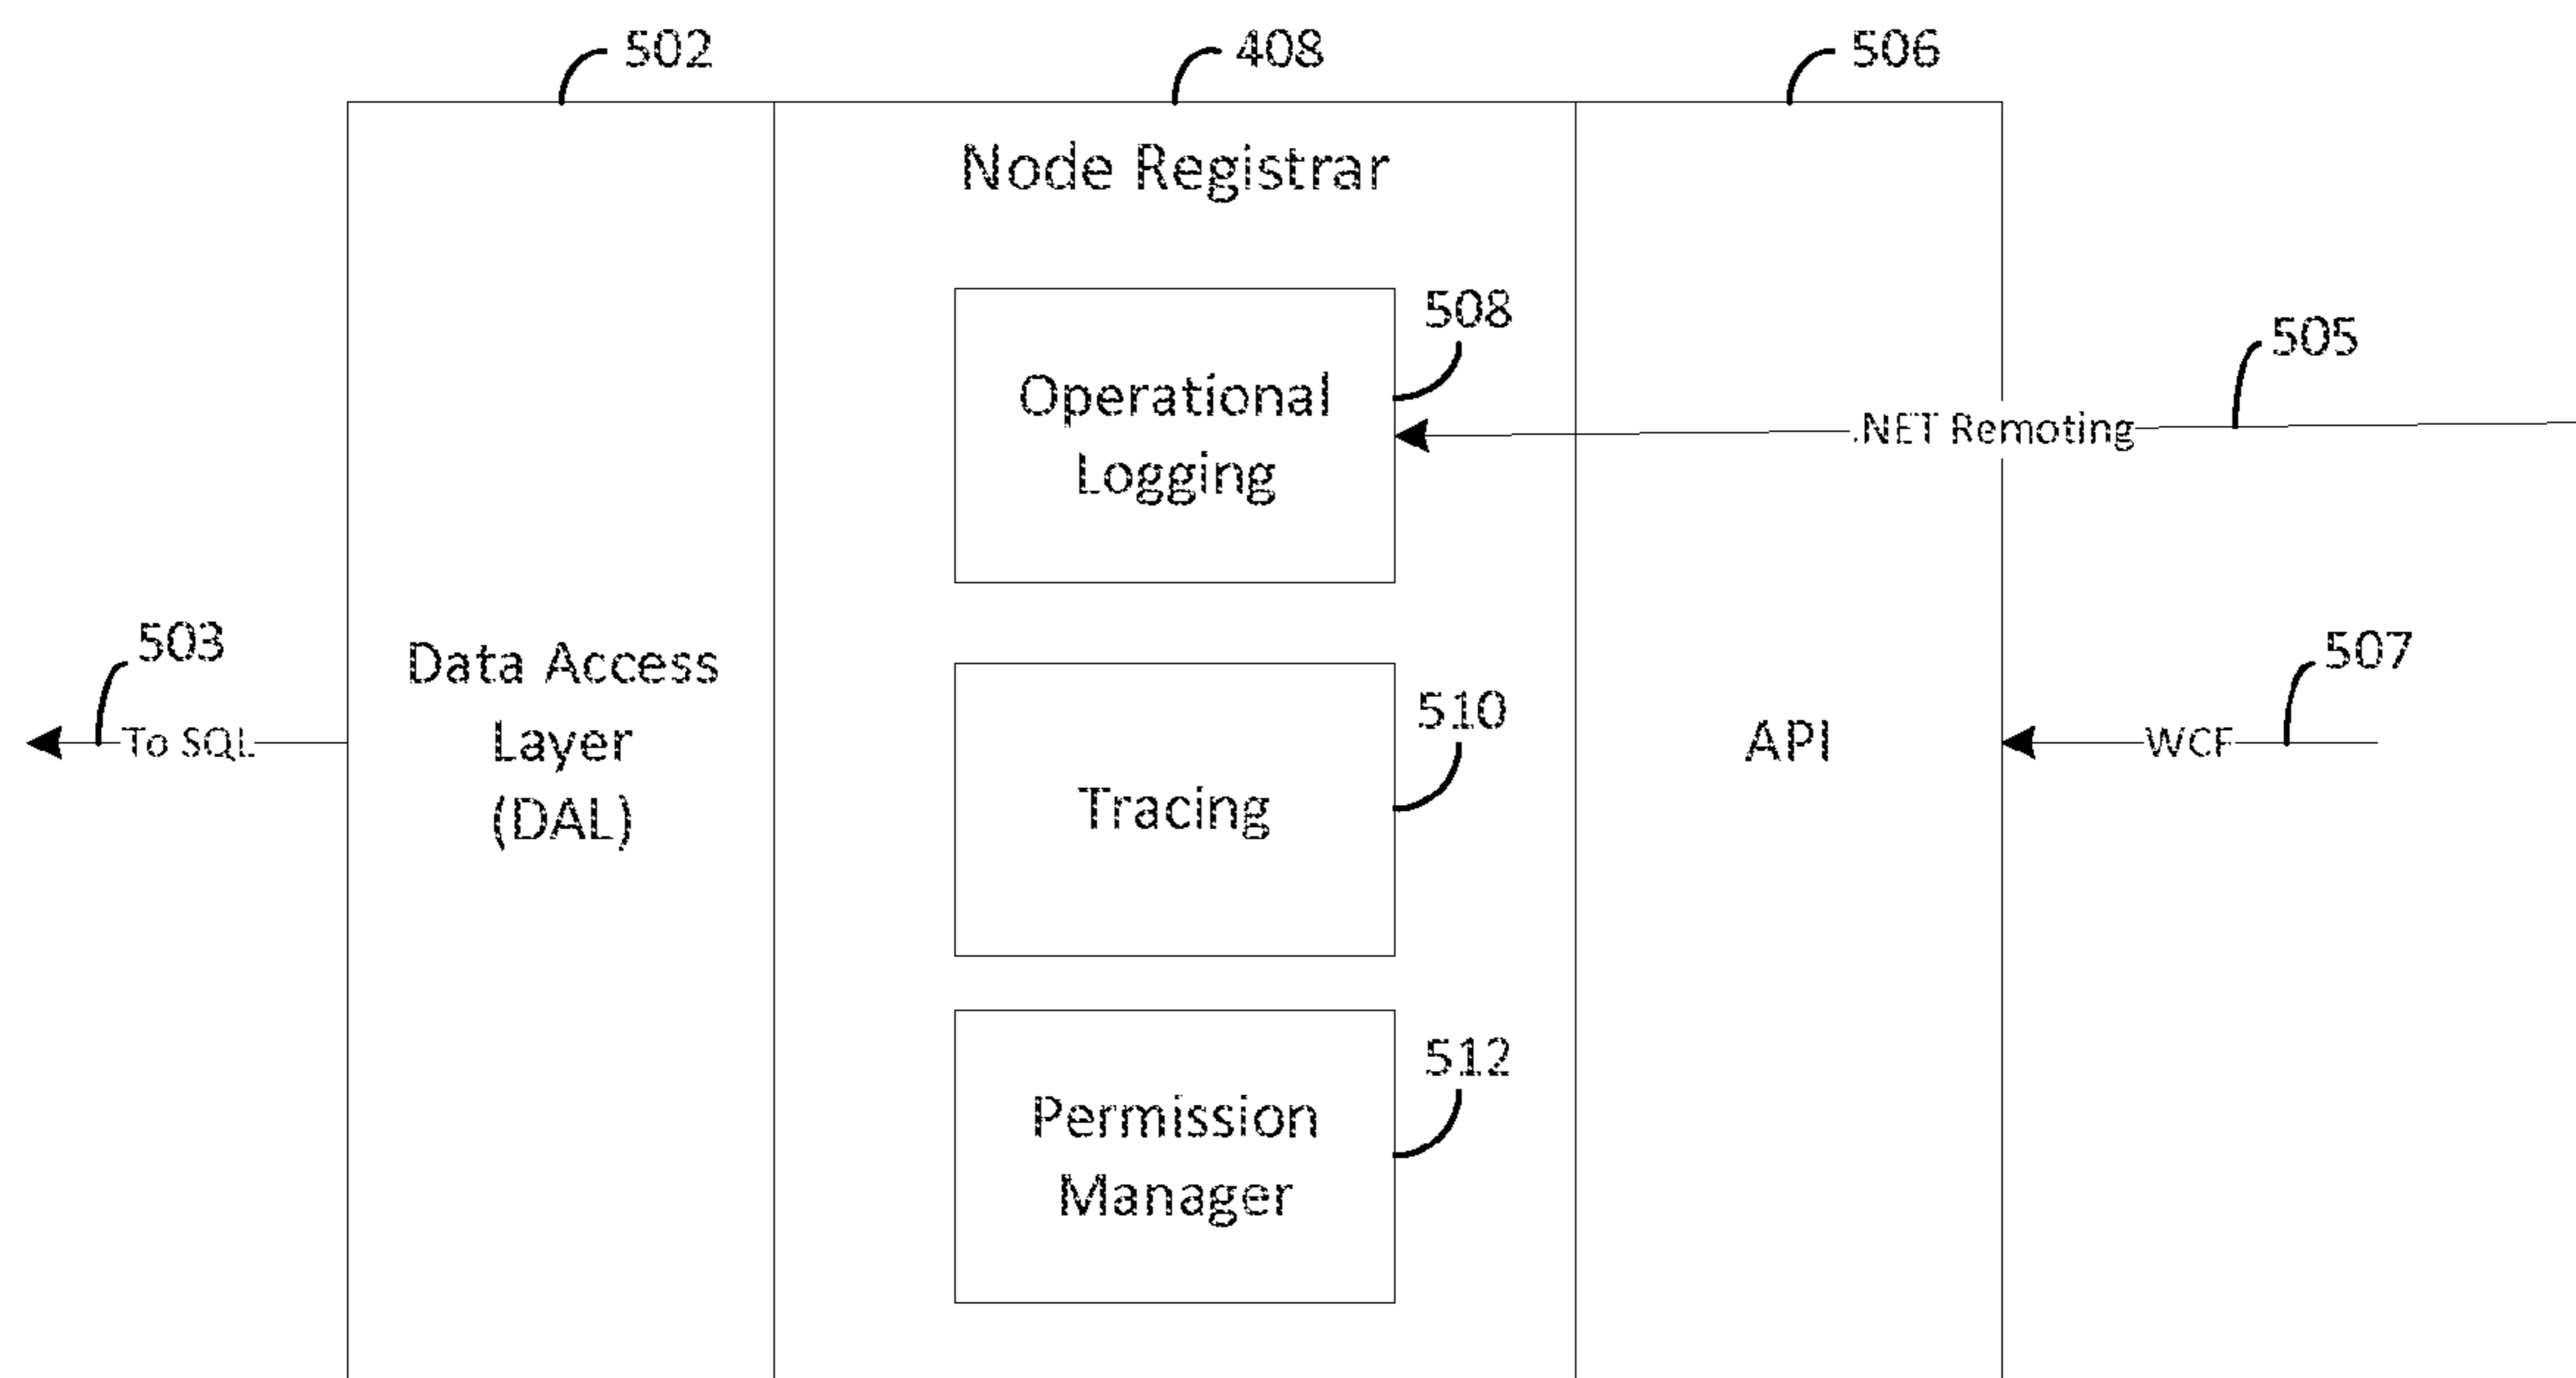 502
408
506
Node Registrar
508
505
Operational
Logging
.NET Remoting
503
507
Data Access
Layer
(DAL)
To SQL
510
API
WCF
Tracing
512
Permission
Manager